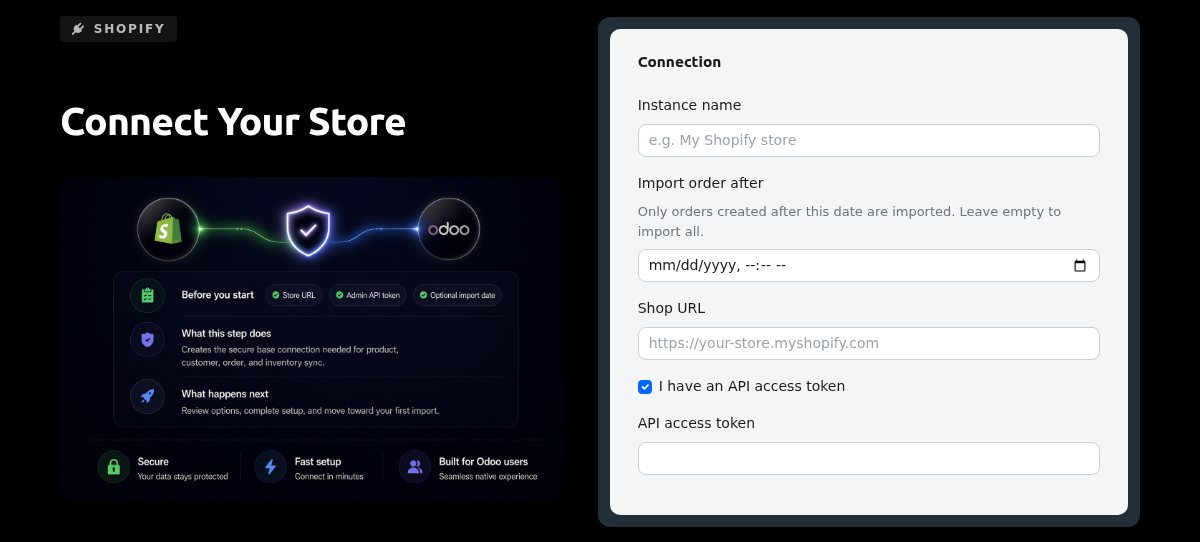 SHOPIFY
Connect Your Store
S
odoo
Before you start
Store URL
Admin API token
Optional import date
What this step does
Creates the secure base connection needed for product,
customer, order, and inventory sync.
What happens next
Review options, complete setup, and move toward your first import.
Secure
Your data stays protected
Fast setup
Connect in minutes
Built for Odoo users
Seamless native experience
Connection
Instance name
e.g. My Shopify store
Import order after
Only orders created after this date are imported. Leave empty to
import all.
mm/dd/yyyy, --:-- --
Shop URL
https://your-store.myshopify.com
I have an API access token
API access token